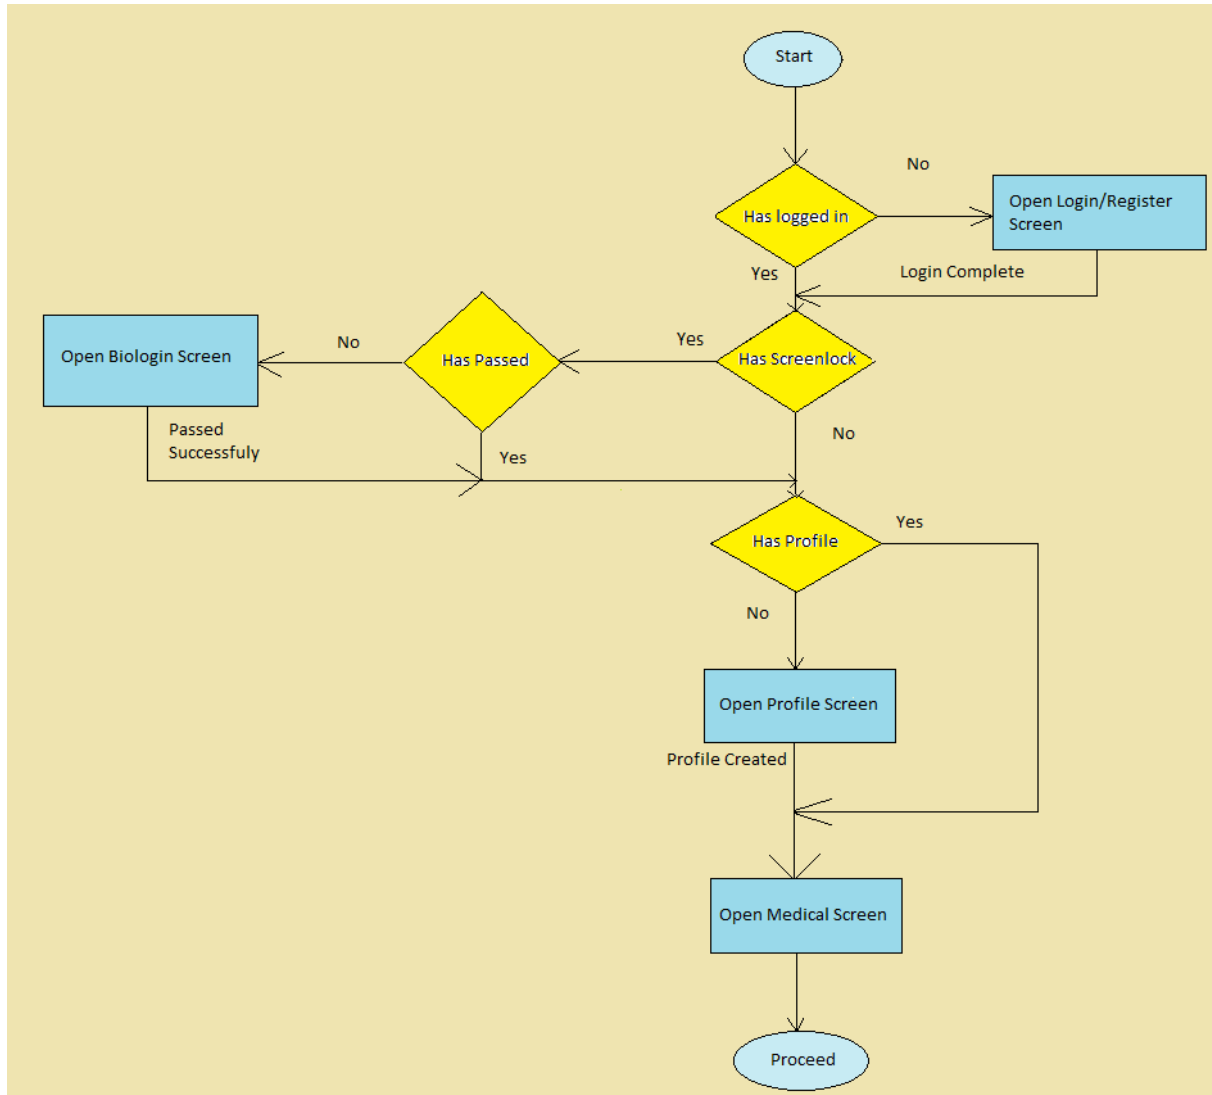 Start
No
Has logged in
Open Login/Register
Screen
Yes
Login Complete
Yes
Has Screenlock
No
Has Passed
Open Biologin Screen
Passed
Successfuly
Yes
No
Has Profile
Yes
No
Open Profile Screen
Profile Created
Open Medical Screen
Proceed